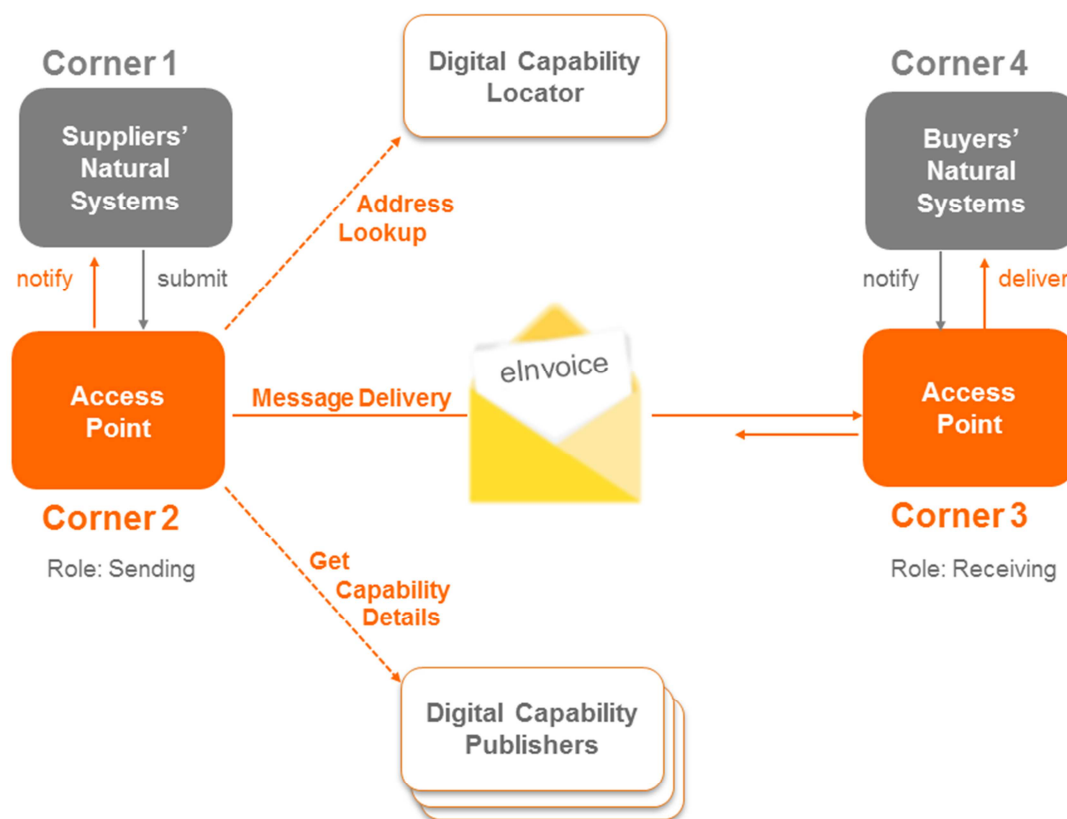 Corner 1
Suppliers’
Natural
Systems
notify
submit
Access
Point
Corner 2
Role: Sending
Digital Capability
Locator
Address
Lookup
Message Delivery
eInvoice
Get
Capability
Details
Digital Capability
Publishers
Corner 4
Buyers’
Natural
Systems
notify
deliver
Access
Point
Corner 3
Role: Receiving